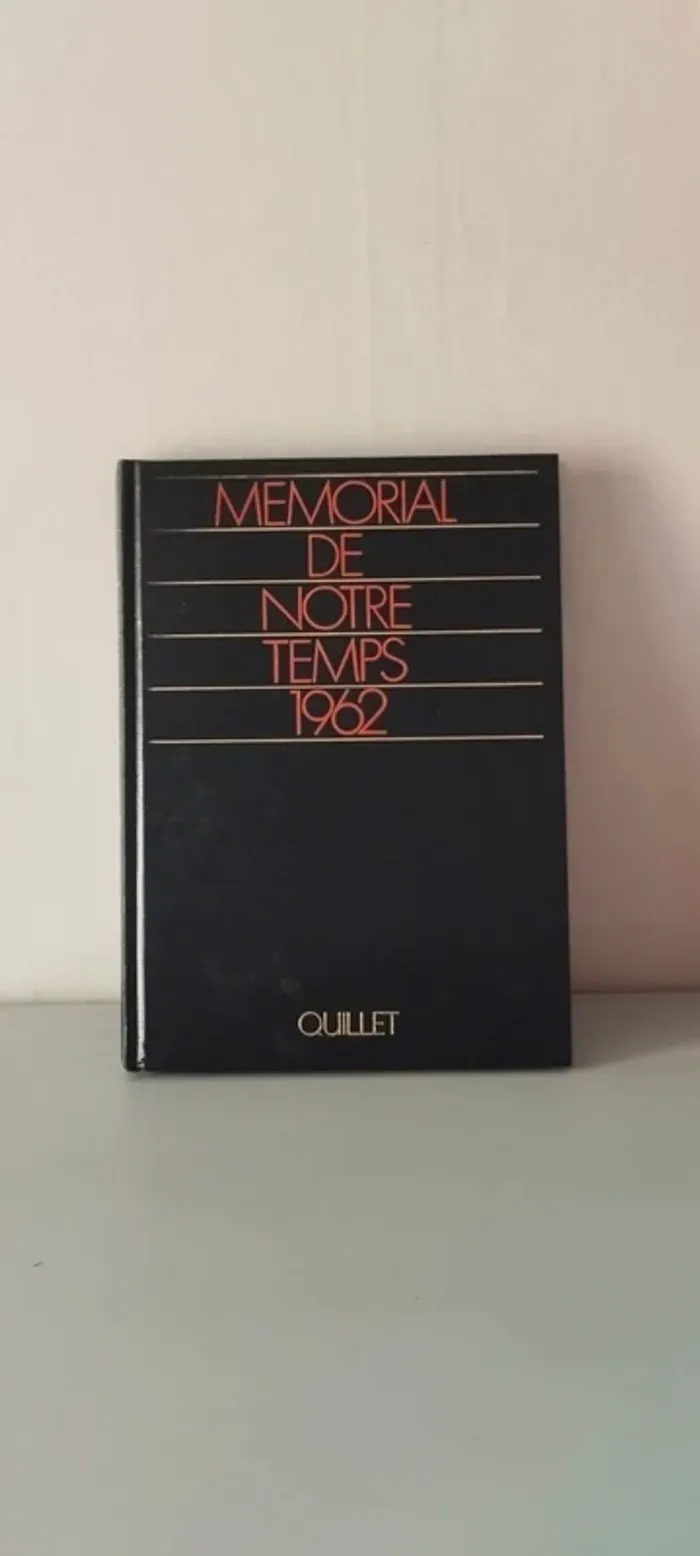 MEMORIAL
DE
NOTRE
TEMPS
1962
QUILLET